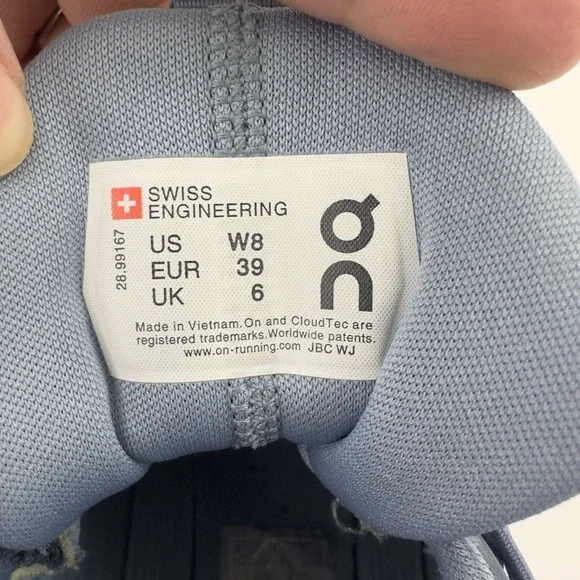 SWISS
ENGINEERING
28.99167
US W8
EUR 39
UK 6
Made in Vietnam. On and CloudTec are
registered trademarks. Worldwide patents.
www.on-running.com JBC WJ